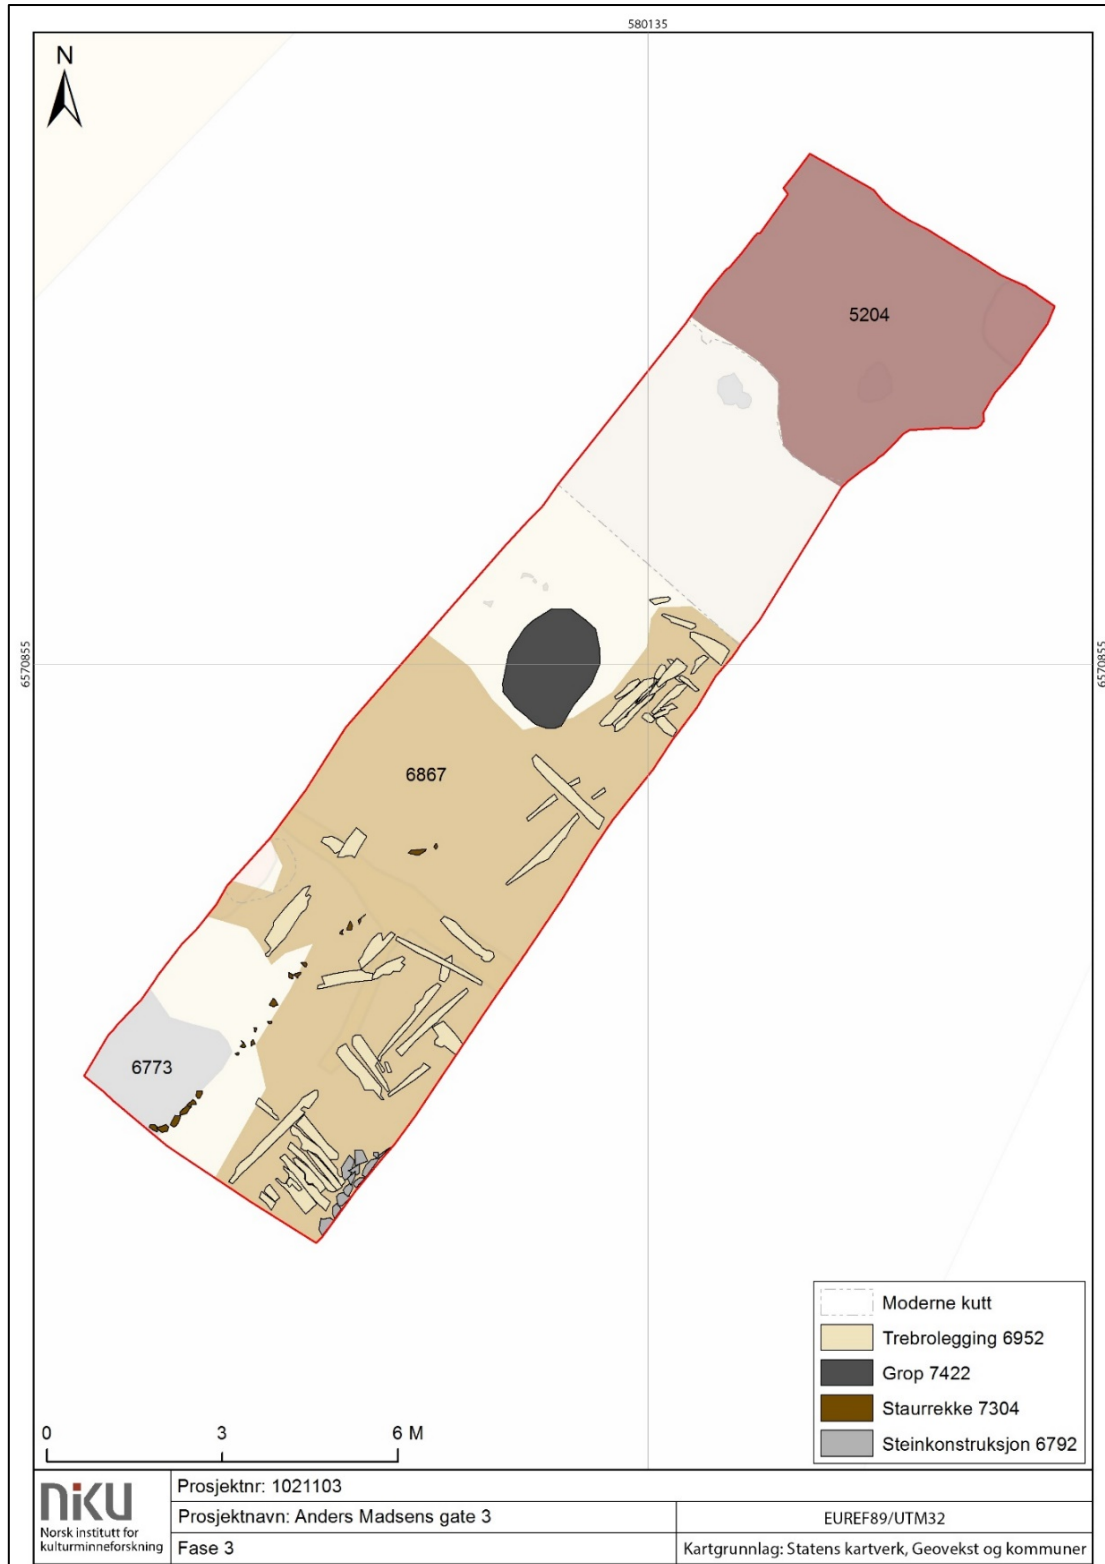 580135
N
5204
6570855
6570855
6867
6773
Moderne kutt
Trebrolegging 6952
Grop 7422
Staurrekke 7304
Steinkonstruksjon 6792
0 3 6 M
niku
Norsk institutt for
kulturminneforskning
Prosjektnr: 1021103
Prosjektnavn: Anders Madsens gate 3
EUREF89/UTM32
Fase 3
Kartgrunnlag: Statens kartverk, Geovekst og kommuner